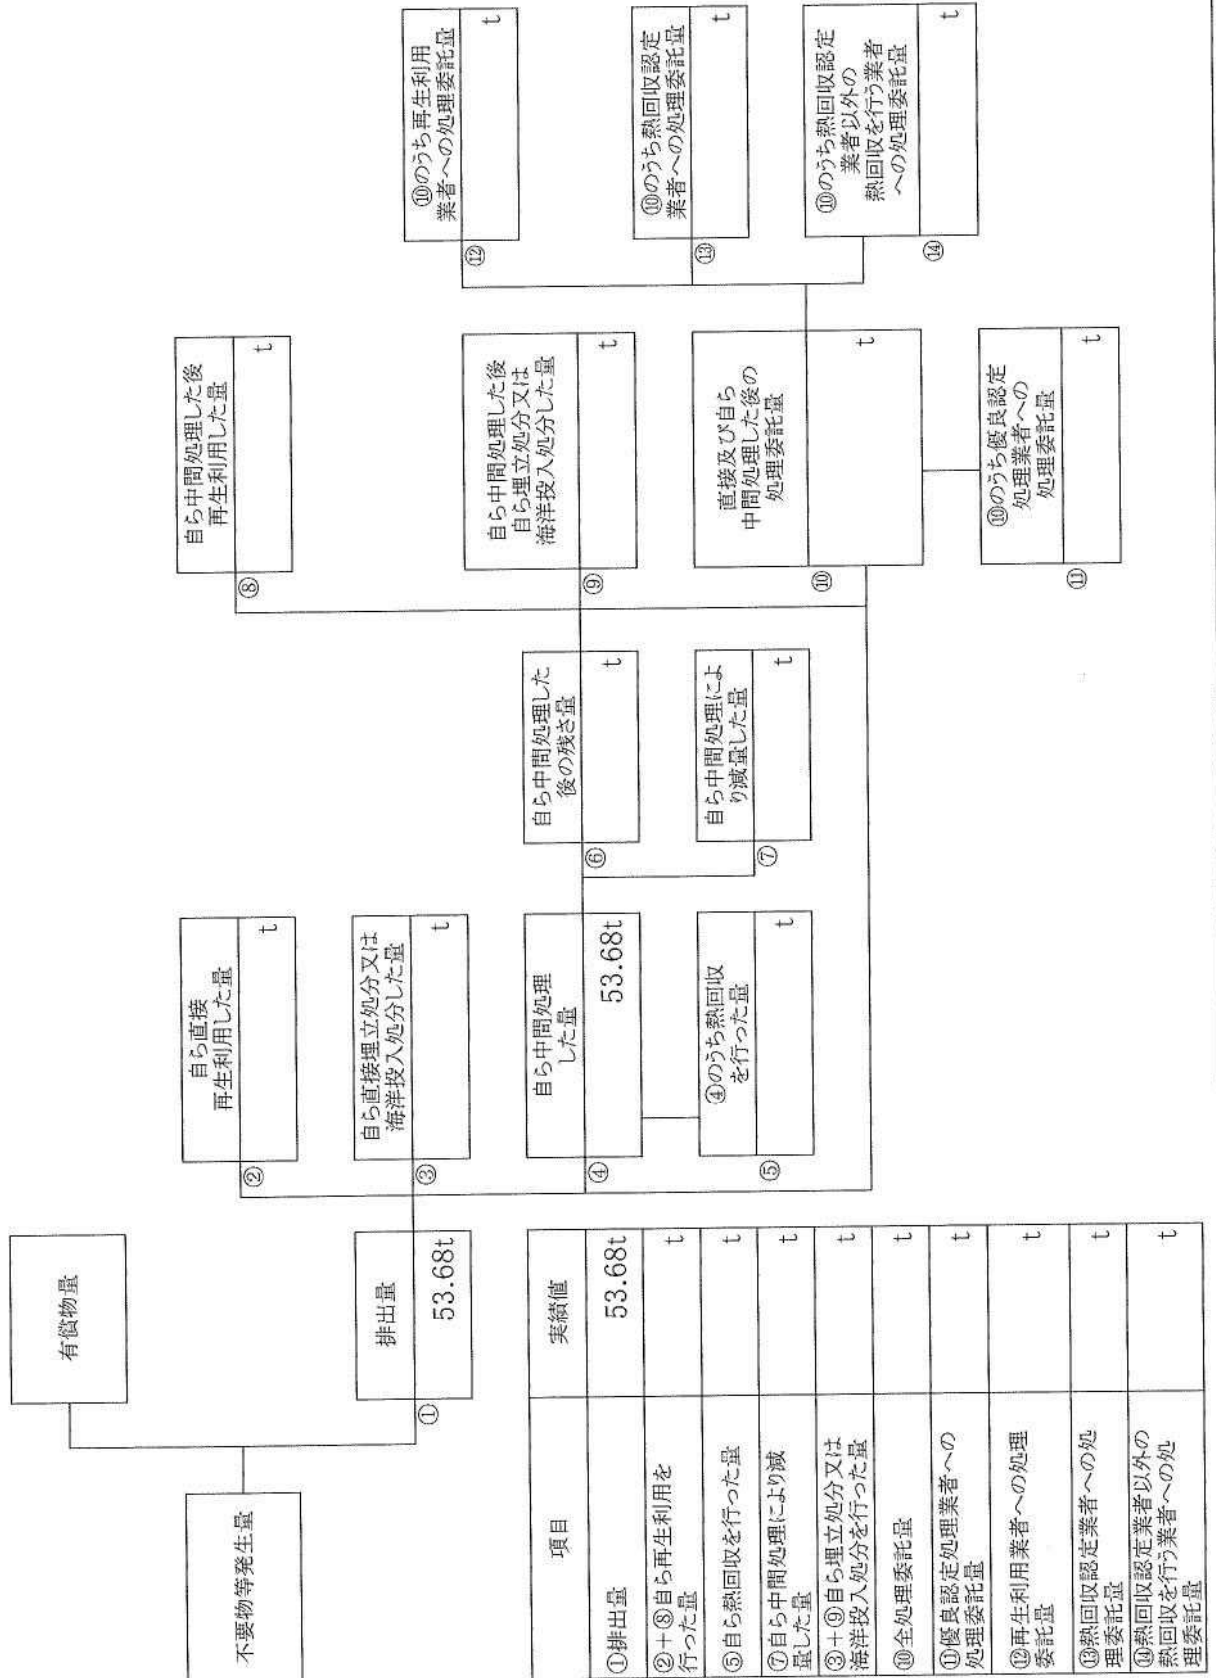 不要物等発生量
有償物量
①
排出量
53.68t
②
自ら直接
再生利用した量
t
③
自ら直接埋立処分又は
海洋投入処分した量
t
④
自ら中間処理
した量
53.68t
⑤
④のうち熱回収
を行った量
t
⑥
自ら中間処理した
後の残さ量
t
⑦
自ら中間処理によ
り減量した量
t
⑧
自ら中間処理した後
再生利用した量
t
⑨
自ら中間処理した後
自ら埋立処分又は
海洋投入処分した量
t
⑩
直接及び自ら
中間処理した後の
処理委託量
t
⑪
⑩のうち優良認定
処理業者への
処理委託量
t
⑫
⑩のうち再生利用
業者への処理委託量
t
⑬
⑩のうち熱回収認定
業者への処理委託量
t
⑭
⑩のうち熱回収認定
業者以外の
熱回収を行う業者
への処理委託量
t
項目 実績値
①排出量 53.68t
②+⑧自ら再生利用を
行った量 t
⑤自ら熱回収を行った量 t
⑦自ら中間処理により減
量した量 t
③+⑨自ら埋立処分又は
海洋投入処分を行った量 t
⑩全処理委託量 t
⑪優良認定処理業者への
処理委託量 t
⑫再生利用業者への処理
委託量 t
⑬熱回収認定業者への処
理委託量 t
⑭熱回収認定業者以外の
熱回収を行う業者への処
理委託量 t